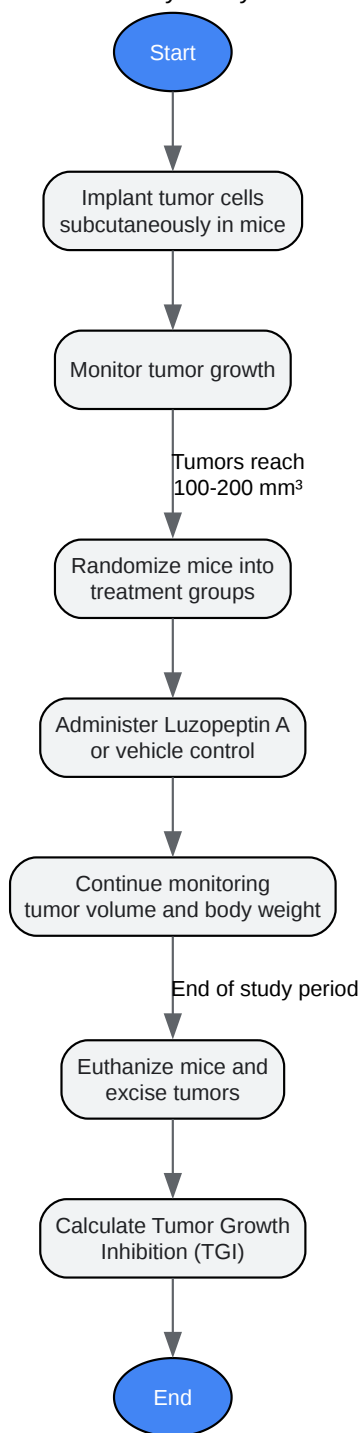 Start
Implant tumor cells
subcutaneously in mice
Monitor tumor growth
Tumors reach
100-200 mm³
Randomize mice into
treatment groups
Administer Luzopeptin A
or vehicle control
Continue monitoring
tumor volume and body weight
End of study period
Euthanize mice and
excise tumors
Calculate Tumor Growth
Inhibition (TGI)
End